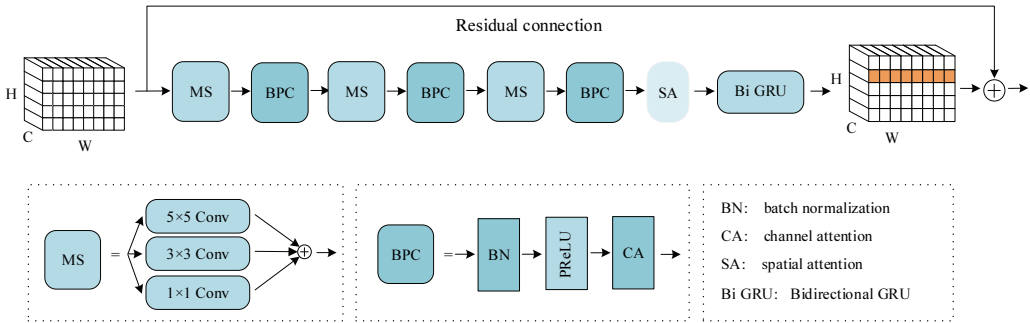 Residual connection
H
C
W
MS
BPC
MS
BPC
MS
BPC
SA
Bi GRU
H
C
W
MS
=
5×5 Conv
3×3 Conv
1×1 Conv
BPC
=
BN
PReLU
CA
BN: batch normalization
CA: channel attention
SA: spatial attention
Bi GRU: Bidirectional GRU